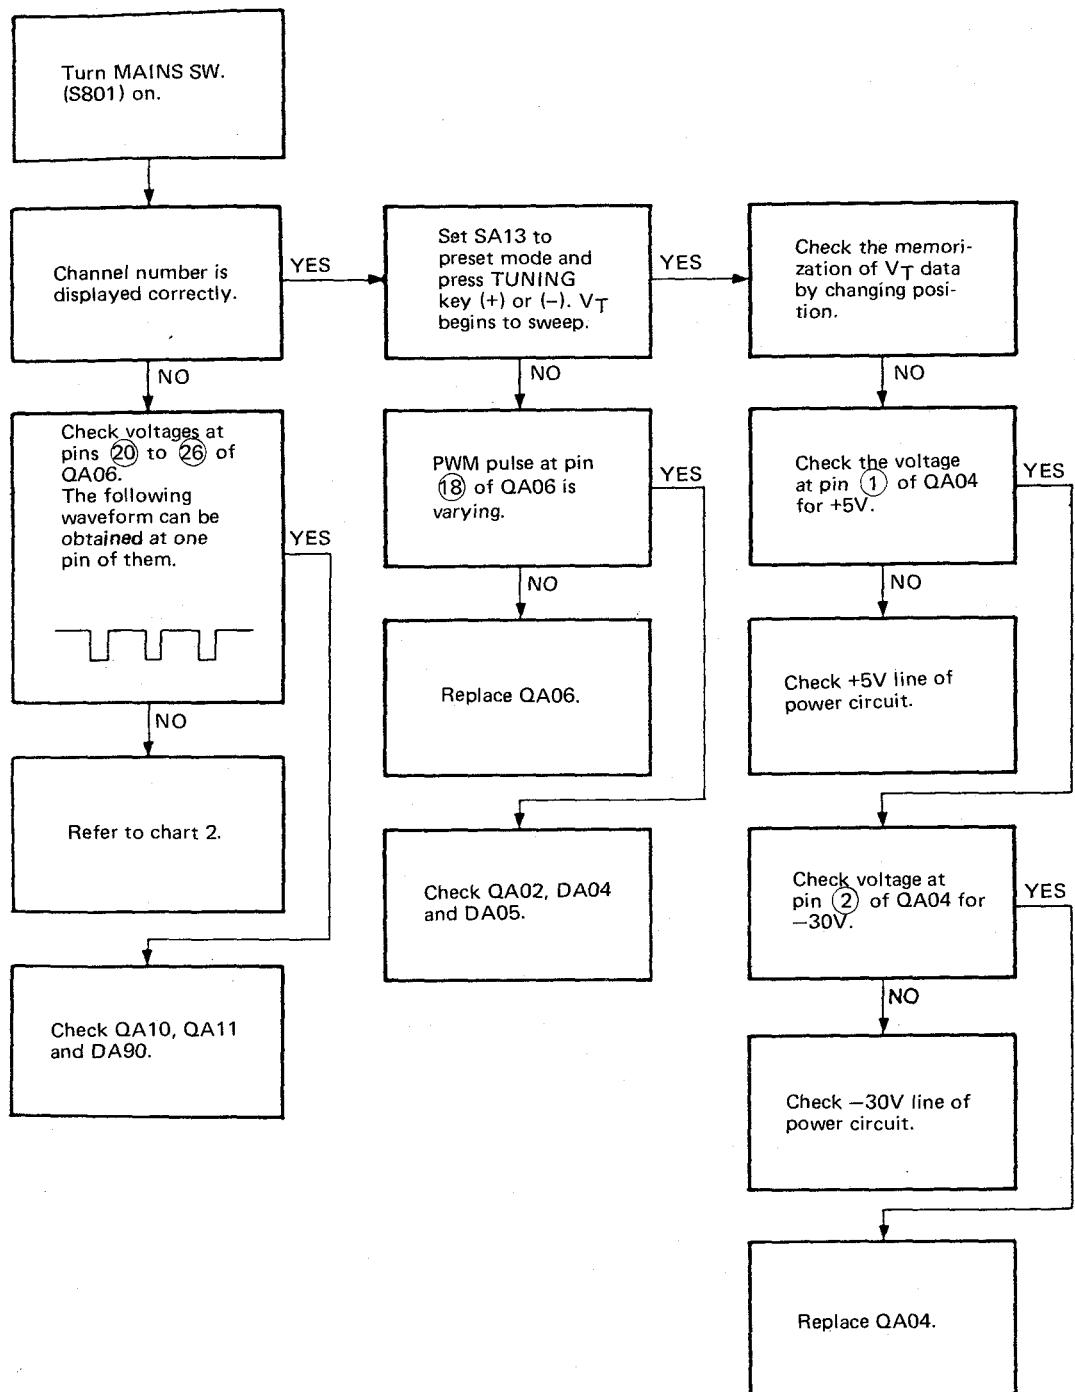 Turn MAINS SW.
(S801) on.
Channel number is
displayed correctly.
YES
NO
Set SA13 to
preset mode and
press TUNING
key (+) or (−). VT
begins to sweep.
YES
NO
Check the memori-
zation of VT data
by changing posi-
tion.
NO
Check voltages at
pins 20 to 26 of
QA06.
The following
waveform can be
obtained at one
pin of them.
YES
NO
PWM pulse at pin
18 of QA06 is
varying.
YES
NO
Check the voltage
at pin 1 of QA04
for +5V.
YES
NO
Refer to chart 2.
Replace QA06.
Check +5V line of
power circuit.
Check QA10, QA11
and DA90.
Check QA02, DA04
and DA05.
Check voltage at
pin 2 of QA04 for
−30V.
YES
NO
Check −30V line of
power circuit.
Replace QA04.